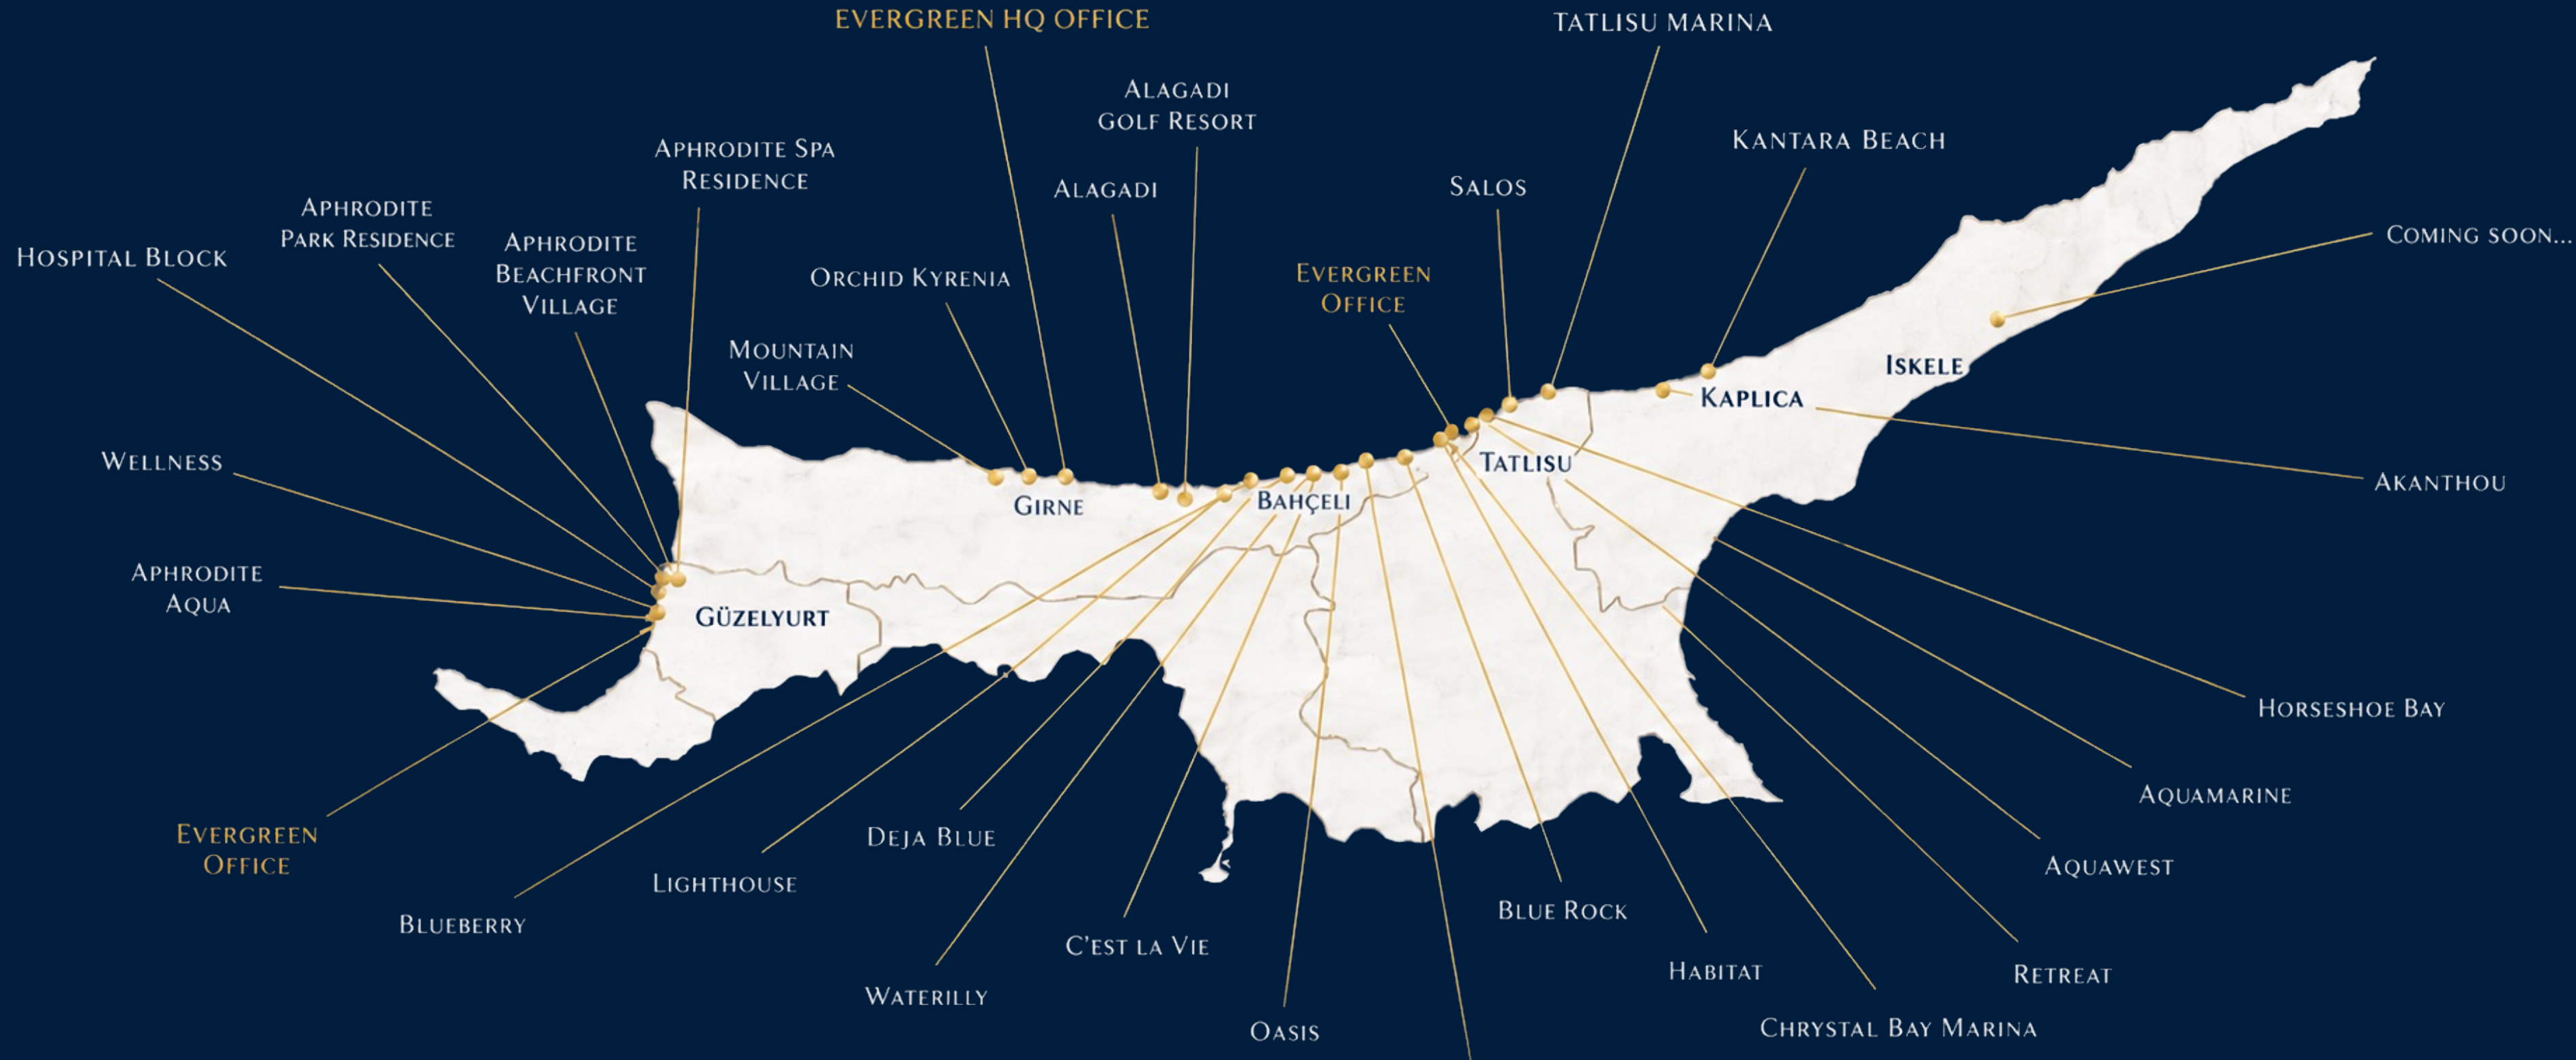 EVERGREEN HQ OFFICE
TATLISU MARINA
ALAGADI
GOLF RESORT
KANTARA BEACH
APHRODITE SPA
RESIDENCE
ALAGADI
SALOS
APHRODITE
PARK RESIDENCE
HOSPITAL BLOCK
APHRODITE
BEACHFRONT
VILLAGE
ORCHID KYRENIA
EVERGREEN
OFFICE
COMING SOON...
MOUNTAIN
VILLAGE
ISKELE
KAPLICA
WELLNESS
TATLISU
AKANTHOU
GIRNE
BAHÇELI
APHRODITE
AQUA
GÜZELYURT
HORSESHOE BAY
AQUAMARINE
EVERGREEN
OFFICE
DEJA BLUE
AQUAWEST
LIGHTHOUSE
BLUEBERRY
BLUE ROCK
C'EST LA VIE
HABITAT
RETREAT
WATERILLY
OASIS
CHRYSTAL BAY MARINA